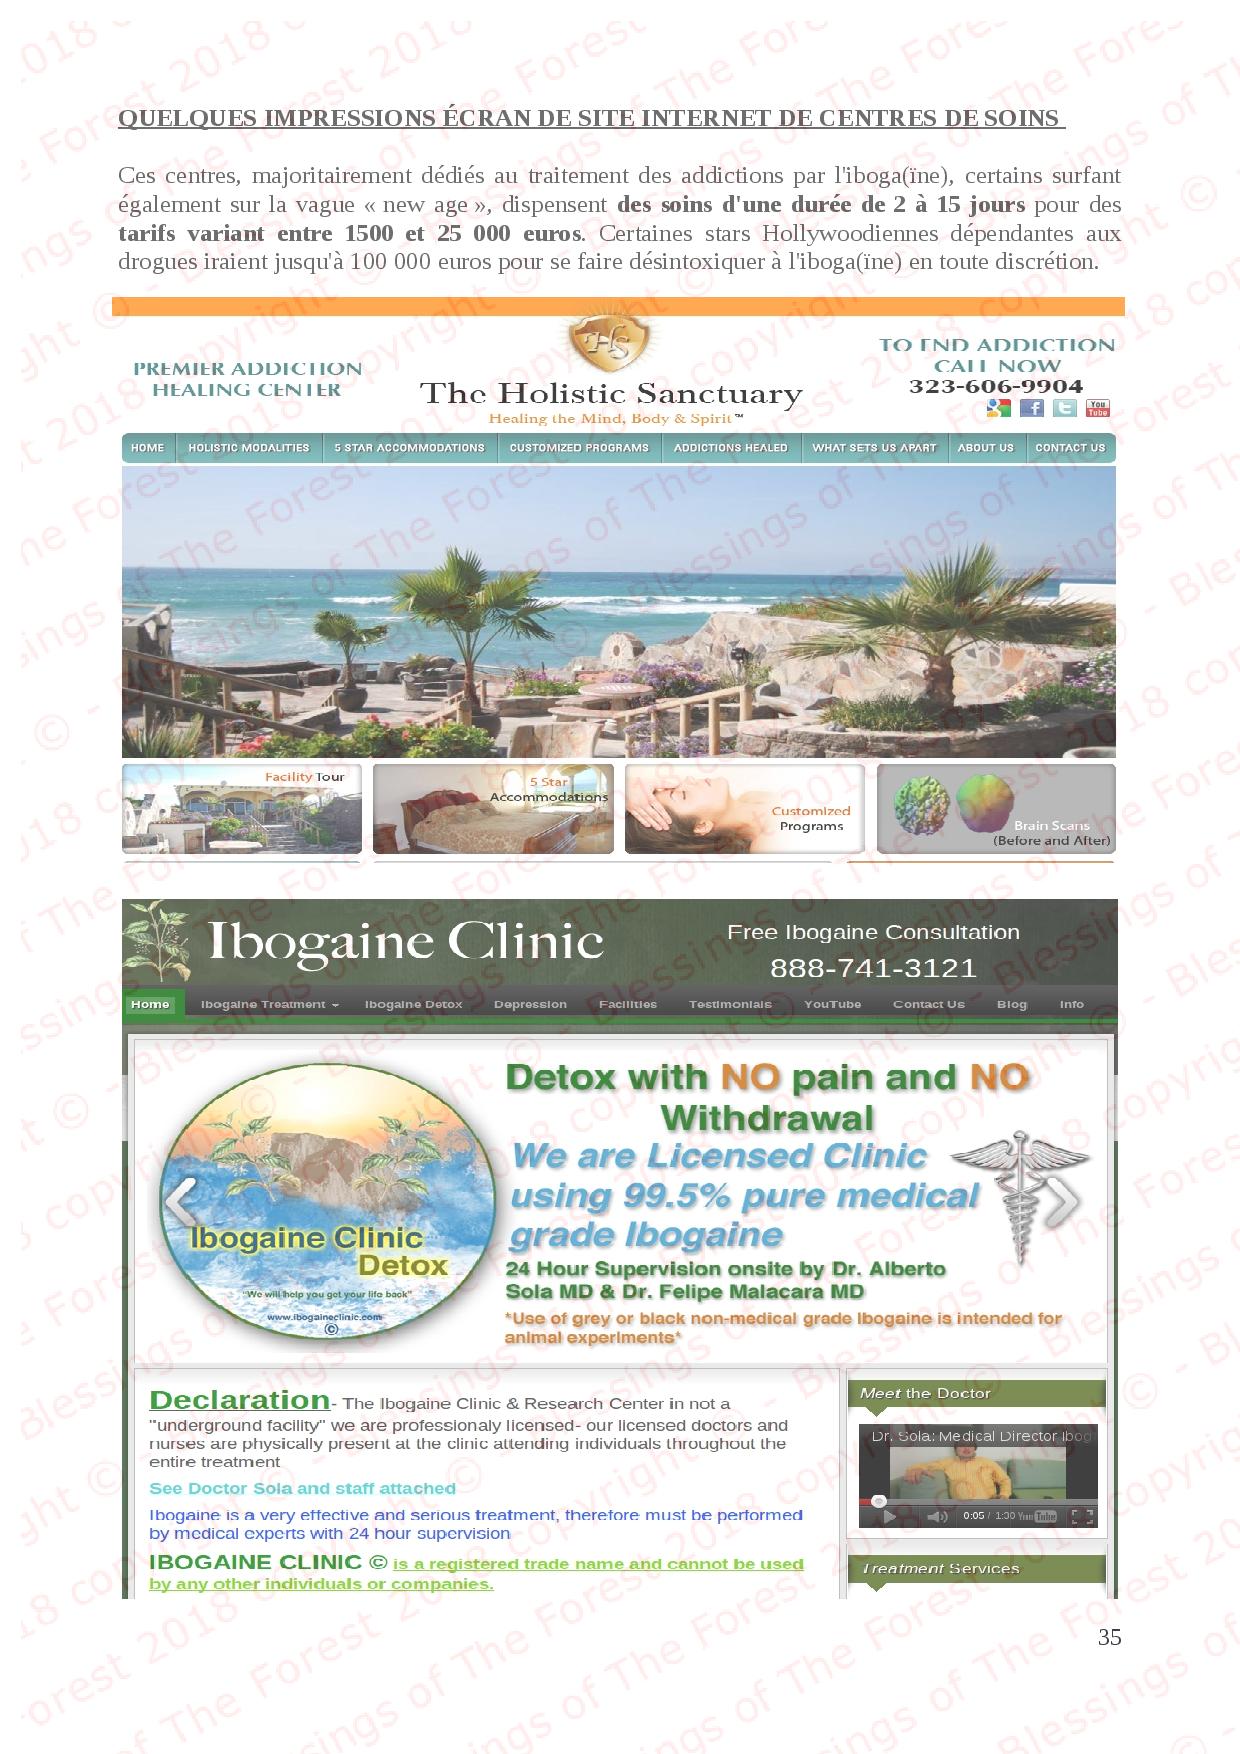 QUELQUES IMPRESSIONS ÉCRAN DE SITE INTERNET DE CENTRES DE SOINS
Ces centres, majoritairement dédiés au traitement des addictions par l'iboga(ïne), certains surfant
également sur la vague « new age », dispensent des soins d'une durée de 2 à 15 jours pour des
tarifs variant entre 1500 et 25 000 euros. Certaines stars Hollywoodiennes dépendantes aux
drogues iraient jusqu'à 100 000 euros pour se faire désintoxiquer à l'iboga(ïne) en toute discrétion.
PREMIER ADDICTION
HEALING CENTER
HS
The Holistic Sanctuary
Healing the Mind, Body & Spirit™
TO END ADDICTION
CALL NOW
323-606-9904
You Tube
HOME HOLISTIC MODALITIES 5 STAR ACCOMMODATIONS CUSTOMIZED PROGRAMS ADDICTIONS HEALED WHAT SETS US APART ABOUT US CONTACT US
Facility Tour
5 Star
Accommodations
Customized
Programs
Brain Scans
(Before and After)
Ibogaine Clinic
Free Ibogaine Consultation
888-741-3121
Home Ibogaine Treatment Ibogaine Detox Depression Facilities Testimonials YouTube Contact Us Blog Info
Ibogaine Clinic
Detox
"We will help you get your life back"
www.ibogaineclinic.com
©
Detox with NO pain and NO
Withdrawal
We are Licensed Clinic
using 99.5% pure medical
grade Ibogaine
24 Hour Supervision onsite by Dr. Alberto
Sola MD & Dr. Felipe Malacara MD
*Use of grey or black non-medical grade Ibogaine is intended for
animal experiments*
Declaration- The Ibogaine Clinic & Research Center in not a
"underground facility" we are professionaly licensed- our licensed doctors and
nurses are physically present at the clinic attending individuals throughout the
entire treatment
See Doctor Sola and staff attached
Ibogaine is a very effective and serious treatment, therefore must be performed
by medical experts with 24 hour supervision
IBOGAINE CLINIC © is a registered trade name and cannot be used
by any other individuals or companies.
Meet the Doctor
Dr. Sola: Medical Director Ibog
0:05 / 1:30 YouTube
Treatment Services
35
copyright © - Blessings of The Forest 2018